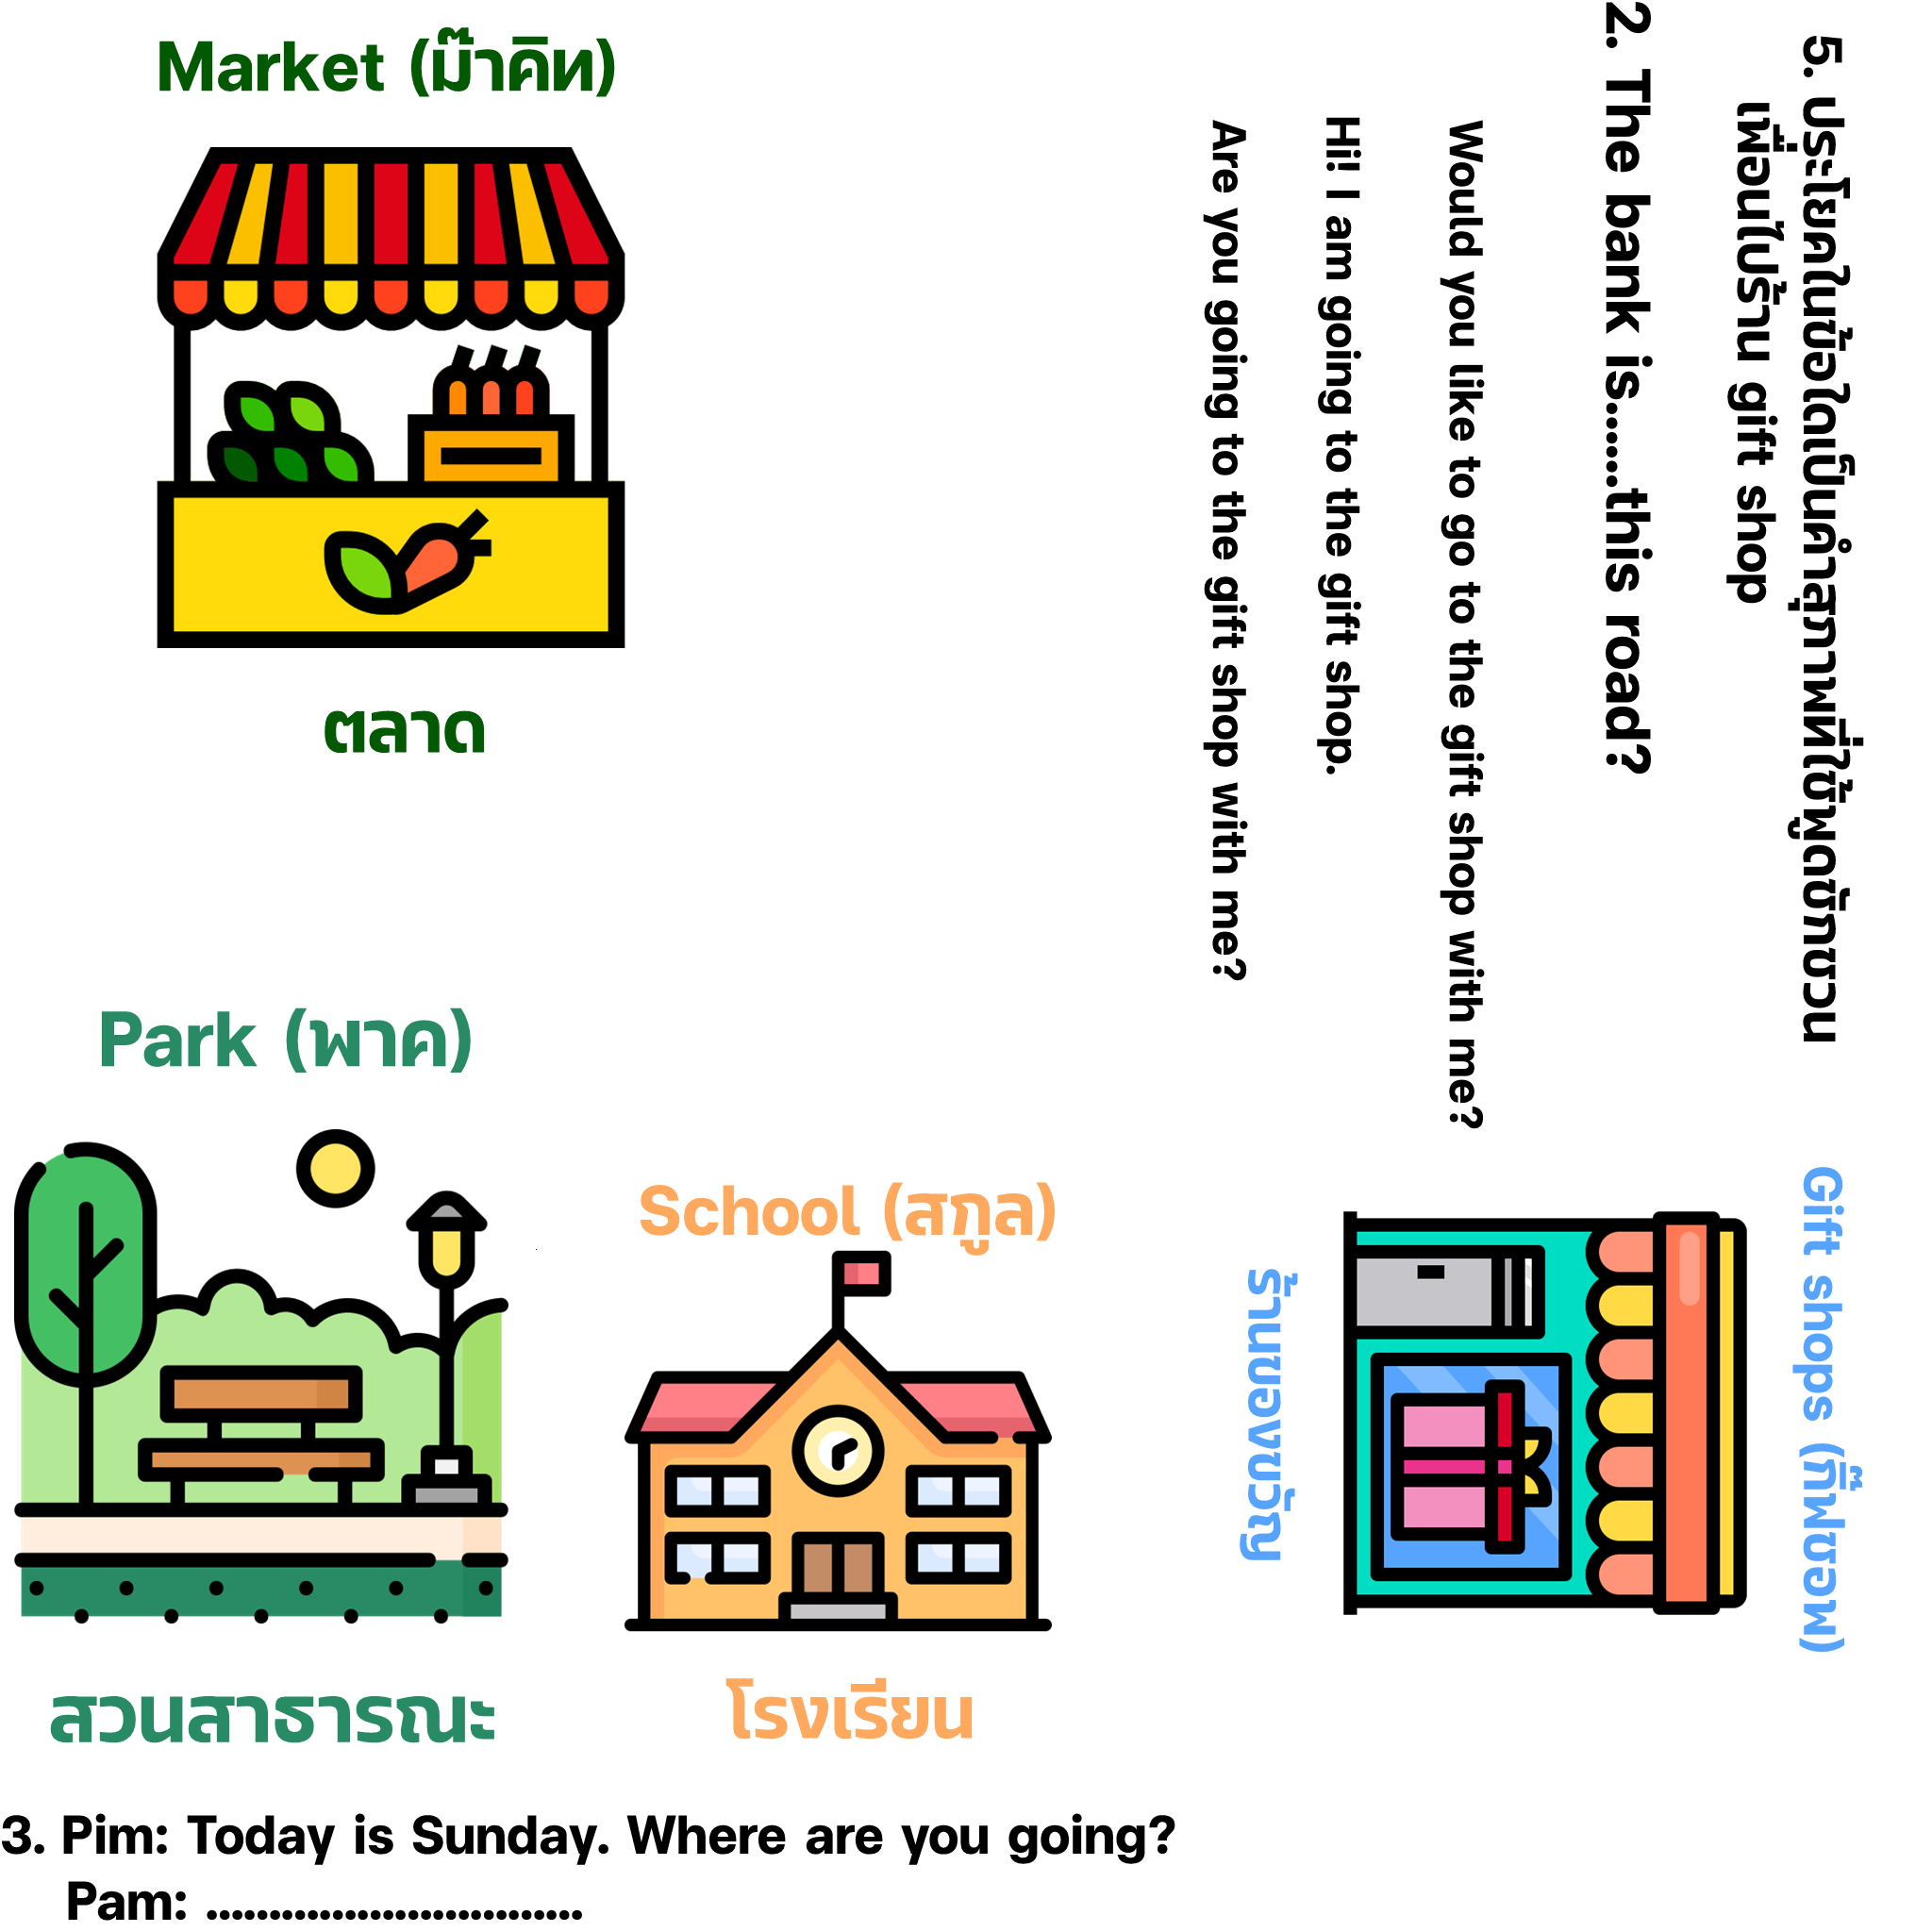 Market (ม๊าคิท)
ตลาด
5. ประโยคในข้อใดเป็นคำสุภาพที่ใช้พูดชักชวน
เพื่อนไปร้าน gift shop
2. The bank is.......this road?
Would you like to go to the gift shop with me?
Hi! I am going to the gift shop.
Are you going to the gift shop with me?
Park (พาค)
สวนสาธารณะ
School (สกูล)
โรงเรียน
Gift shops (กิ๊ฟชอพ)
ร้านของขวัญ
3. Pim: Today is Sunday. Where are you going?
Pam: ..............................